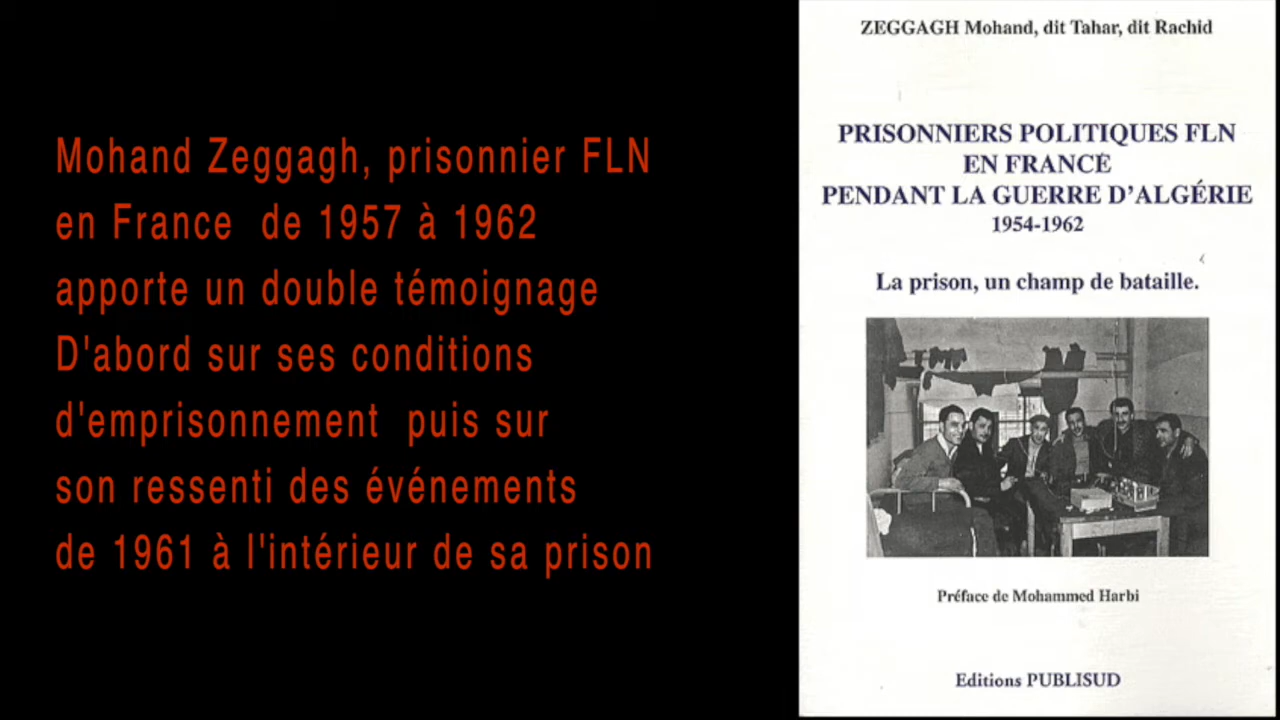 Mohand Zeggagh, prisonnier FLN
en France de 1957 à 1962
apporte un double témoignage
D'abord sur ses conditions
d'emprisonnement puis sur
son ressenti des événements
de 1961 à l'intérieur de sa prison
ZEGGAGH Mohand, dit Tahar, dit Rachid
PRISONNIERS POLITIQUES FLN
EN FRANCE
PENDANT LA GUERRE D'ALGÉRIE
1954-1962
La prison, un champ de bataille.
Préface de Mohammed Harbi
Editions PUBLISUD